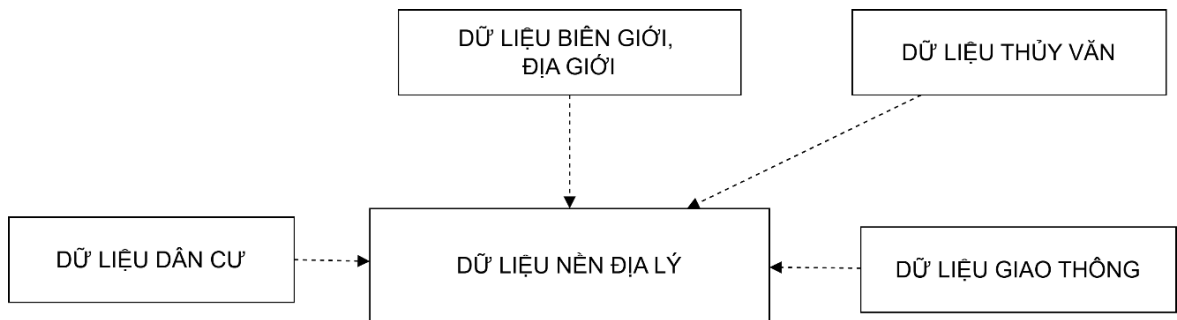 DỮ LIỆU BIÊN GIỚI,
ĐỊA GIỚI
DỮ LIỆU THỦY VĂN
DỮ LIỆU DÂN CƯ
DỮ LIỆU NỀN ĐỊA LÝ
DỮ LIỆU GIAO THÔNG